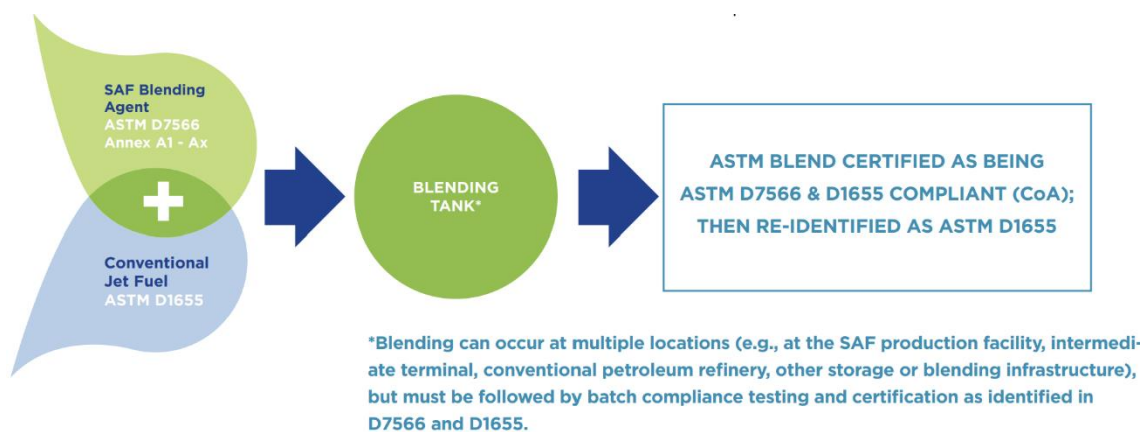 SAF Blending
Agent
ASTM D7566
Annex A1 - Ax
Conventional
Jet Fuel
ASTM D1655
BLENDING
TANK*
ASTM BLEND CERTIFIED AS BEING
ASTM D7566 & D1655 COMPLIANT (CoA);
THEN RE-IDENTIFIED AS ASTM D1655
*Blending can occur at multiple locations (e.g., at the SAF production facility, intermedi-
ate terminal, conventional petroleum refinery, other storage or blending infrastructure),
but must be followed by batch compliance testing and certification as identified in
D7566 and D1655.